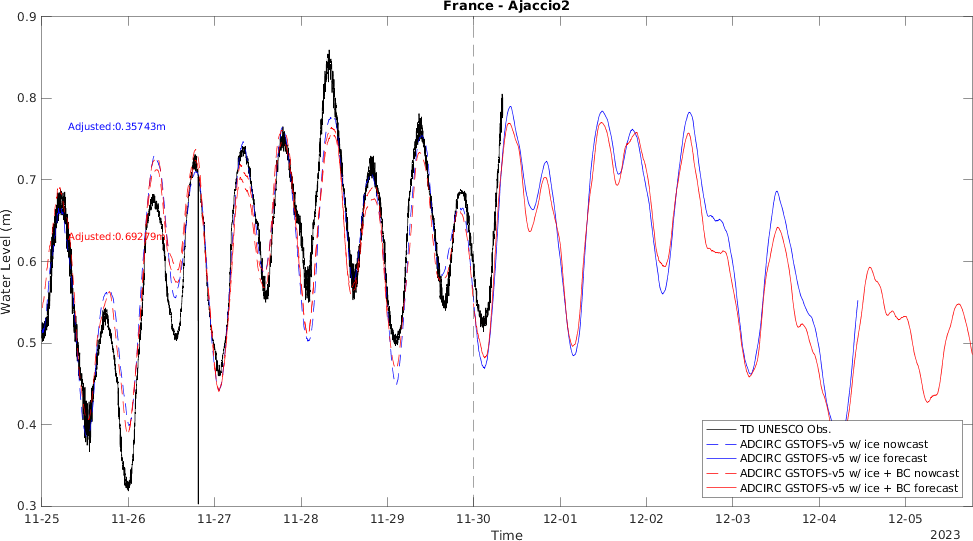 France - Ajaccio2
0.9
0.8
0.7
0.6
0.5
0.4
0.3
Water Level (m)
Adjusted:0.35743m
Adjusted:0.69279m
TD UNESCO Obs.
ADCIRC GSTOFS-v5 w/ ice nowcast
ADCIRC GSTOFS-v5 w/ ice forecast
ADCIRC GSTOFS-v5 w/ ice + BC nowcast
ADCIRC GSTOFS-v5 w/ ice + BC forecast
11-25 11-26 11-27 11-28 11-29 11-30 12-01 12-02 12-03 12-04 12-05
Time
2023